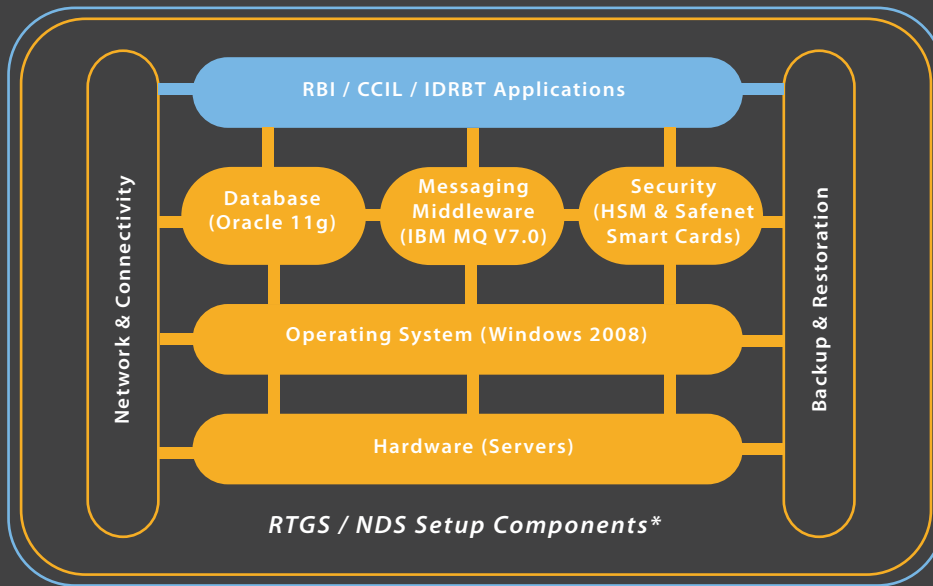 RBI / CCIL / IDRBT Applications
Network & Connectivity
Database
(Oracle 11g)
Messaging
Middleware
(IBM MQ V7.0)
Security
(HSM & Safenet
Smart Cards)
Backup & Restoration
Operating System (Windows 2008)
Hardware (Servers)
RTGS / NDS Setup Components*